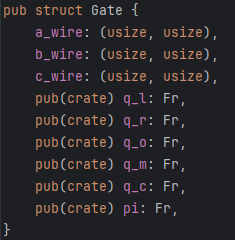 pub struct Gate {
    a_wire: (usize, usize),
    b_wire: (usize, usize),
    c_wire: (usize, usize),
    pub(crate) q_l: Fr,
    pub(crate) q_r: Fr,
    pub(crate) q_o: Fr,
    pub(crate) q_m: Fr,
    pub(crate) q_c: Fr,
    pub(crate) pi: Fr,
}